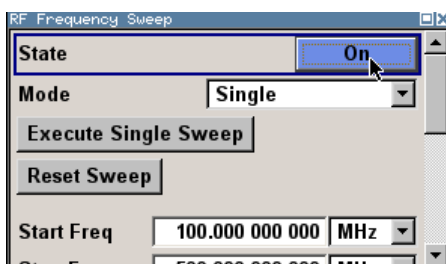 RF Frequency Sweep
State On
Mode Single
Execute Single Sweep
Reset Sweep
Start Freq 100.000 000 000 MHz